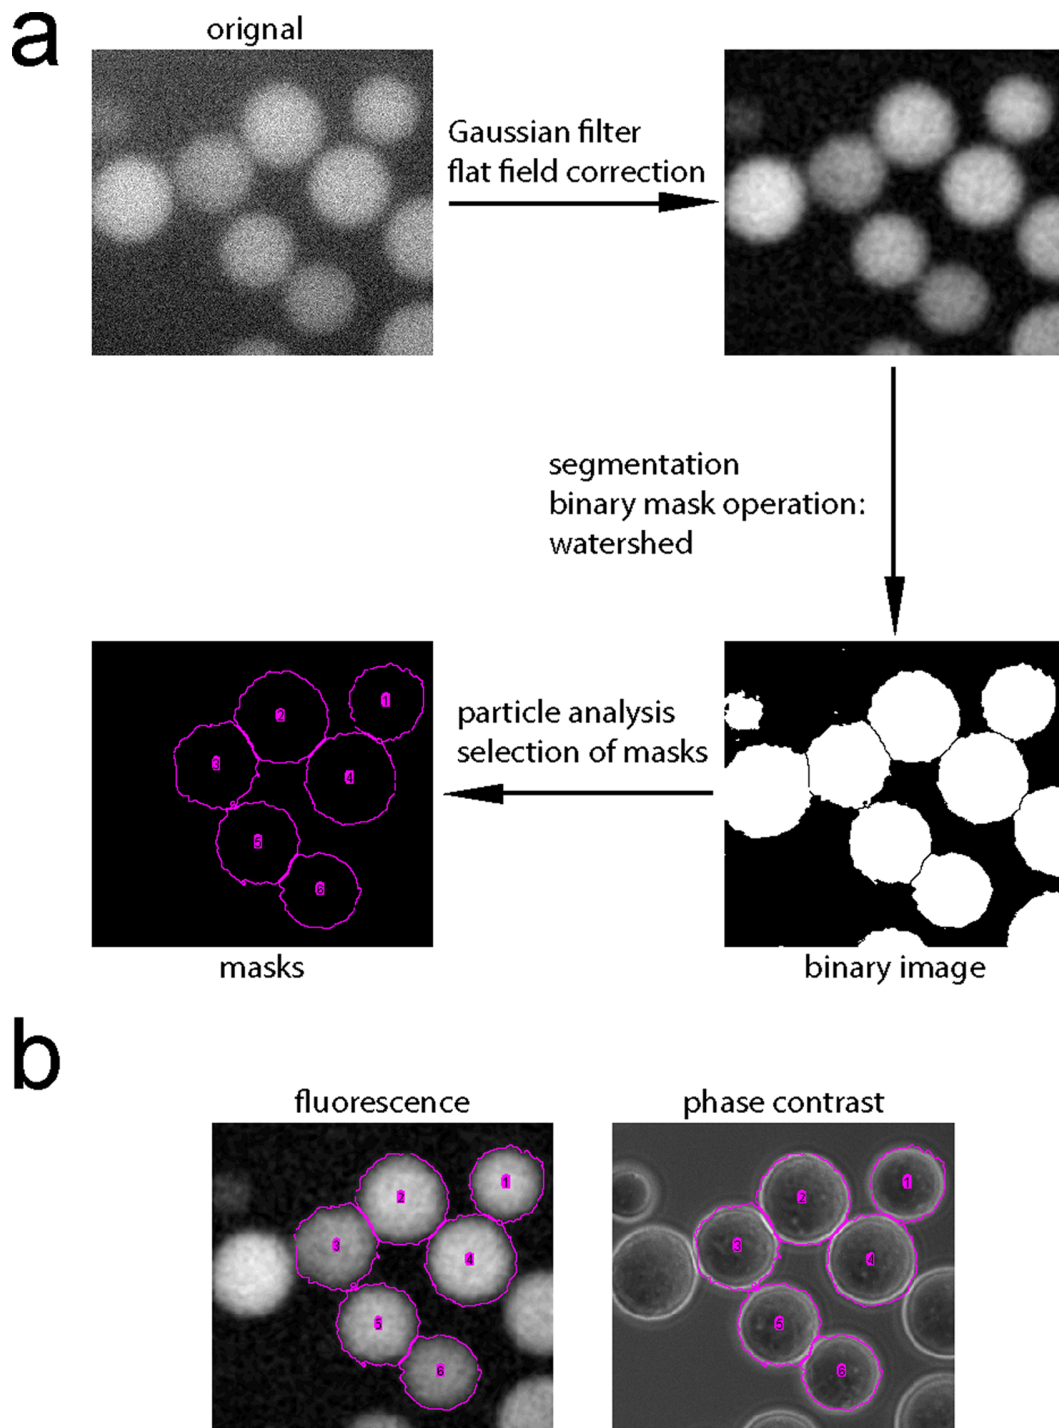 a
orignal
Gaussian filter
flat field correction
segmentation
binary mask operation:
watershed
1
2
3
4
5
6
particle analysis
selection of masks
masks
binary image
b
fluorescence
phase contrast
1
2
3
4
5
6
1
2
3
4
5
6